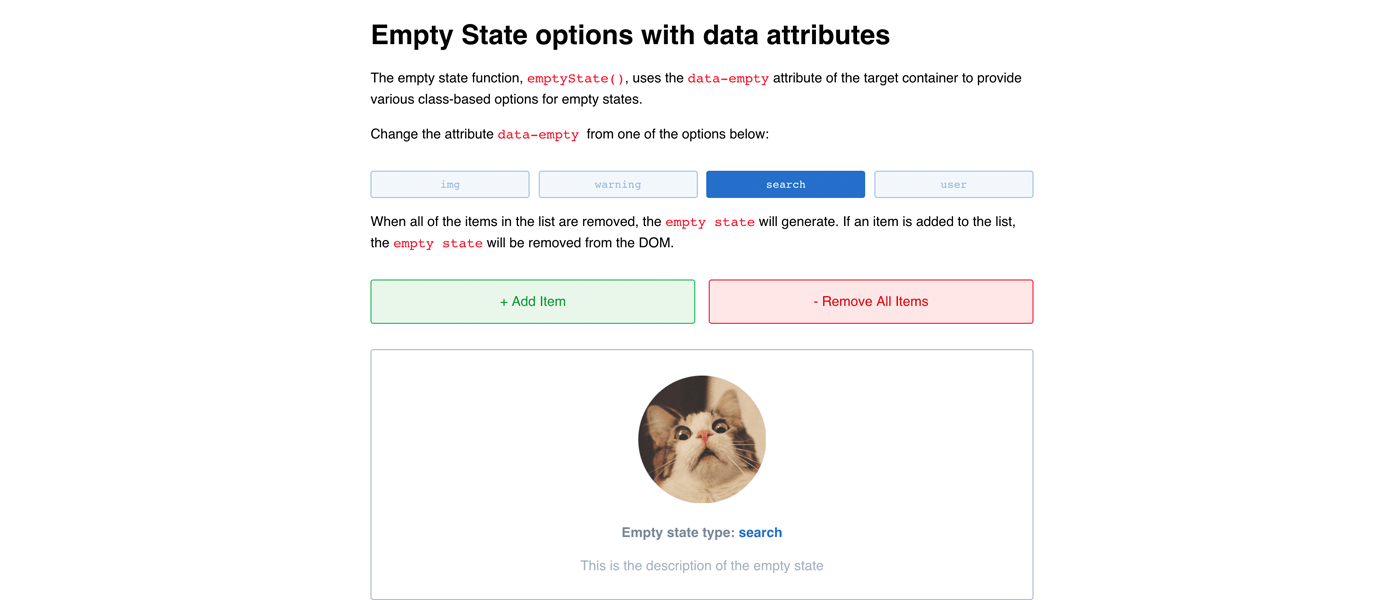 Empty State options with data attributes
The empty state function, emptyState(), uses the data-empty attribute of the target container to provide
various class-based options for empty states.
Change the attribute data-empty from one of the options below:
img warning search user
When all of the items in the list are removed, the empty state will generate. If an item is added to the list,
the empty state will be removed from the DOM.
+ Add Item - Remove All Items
Empty state type: search
This is the description of the empty state